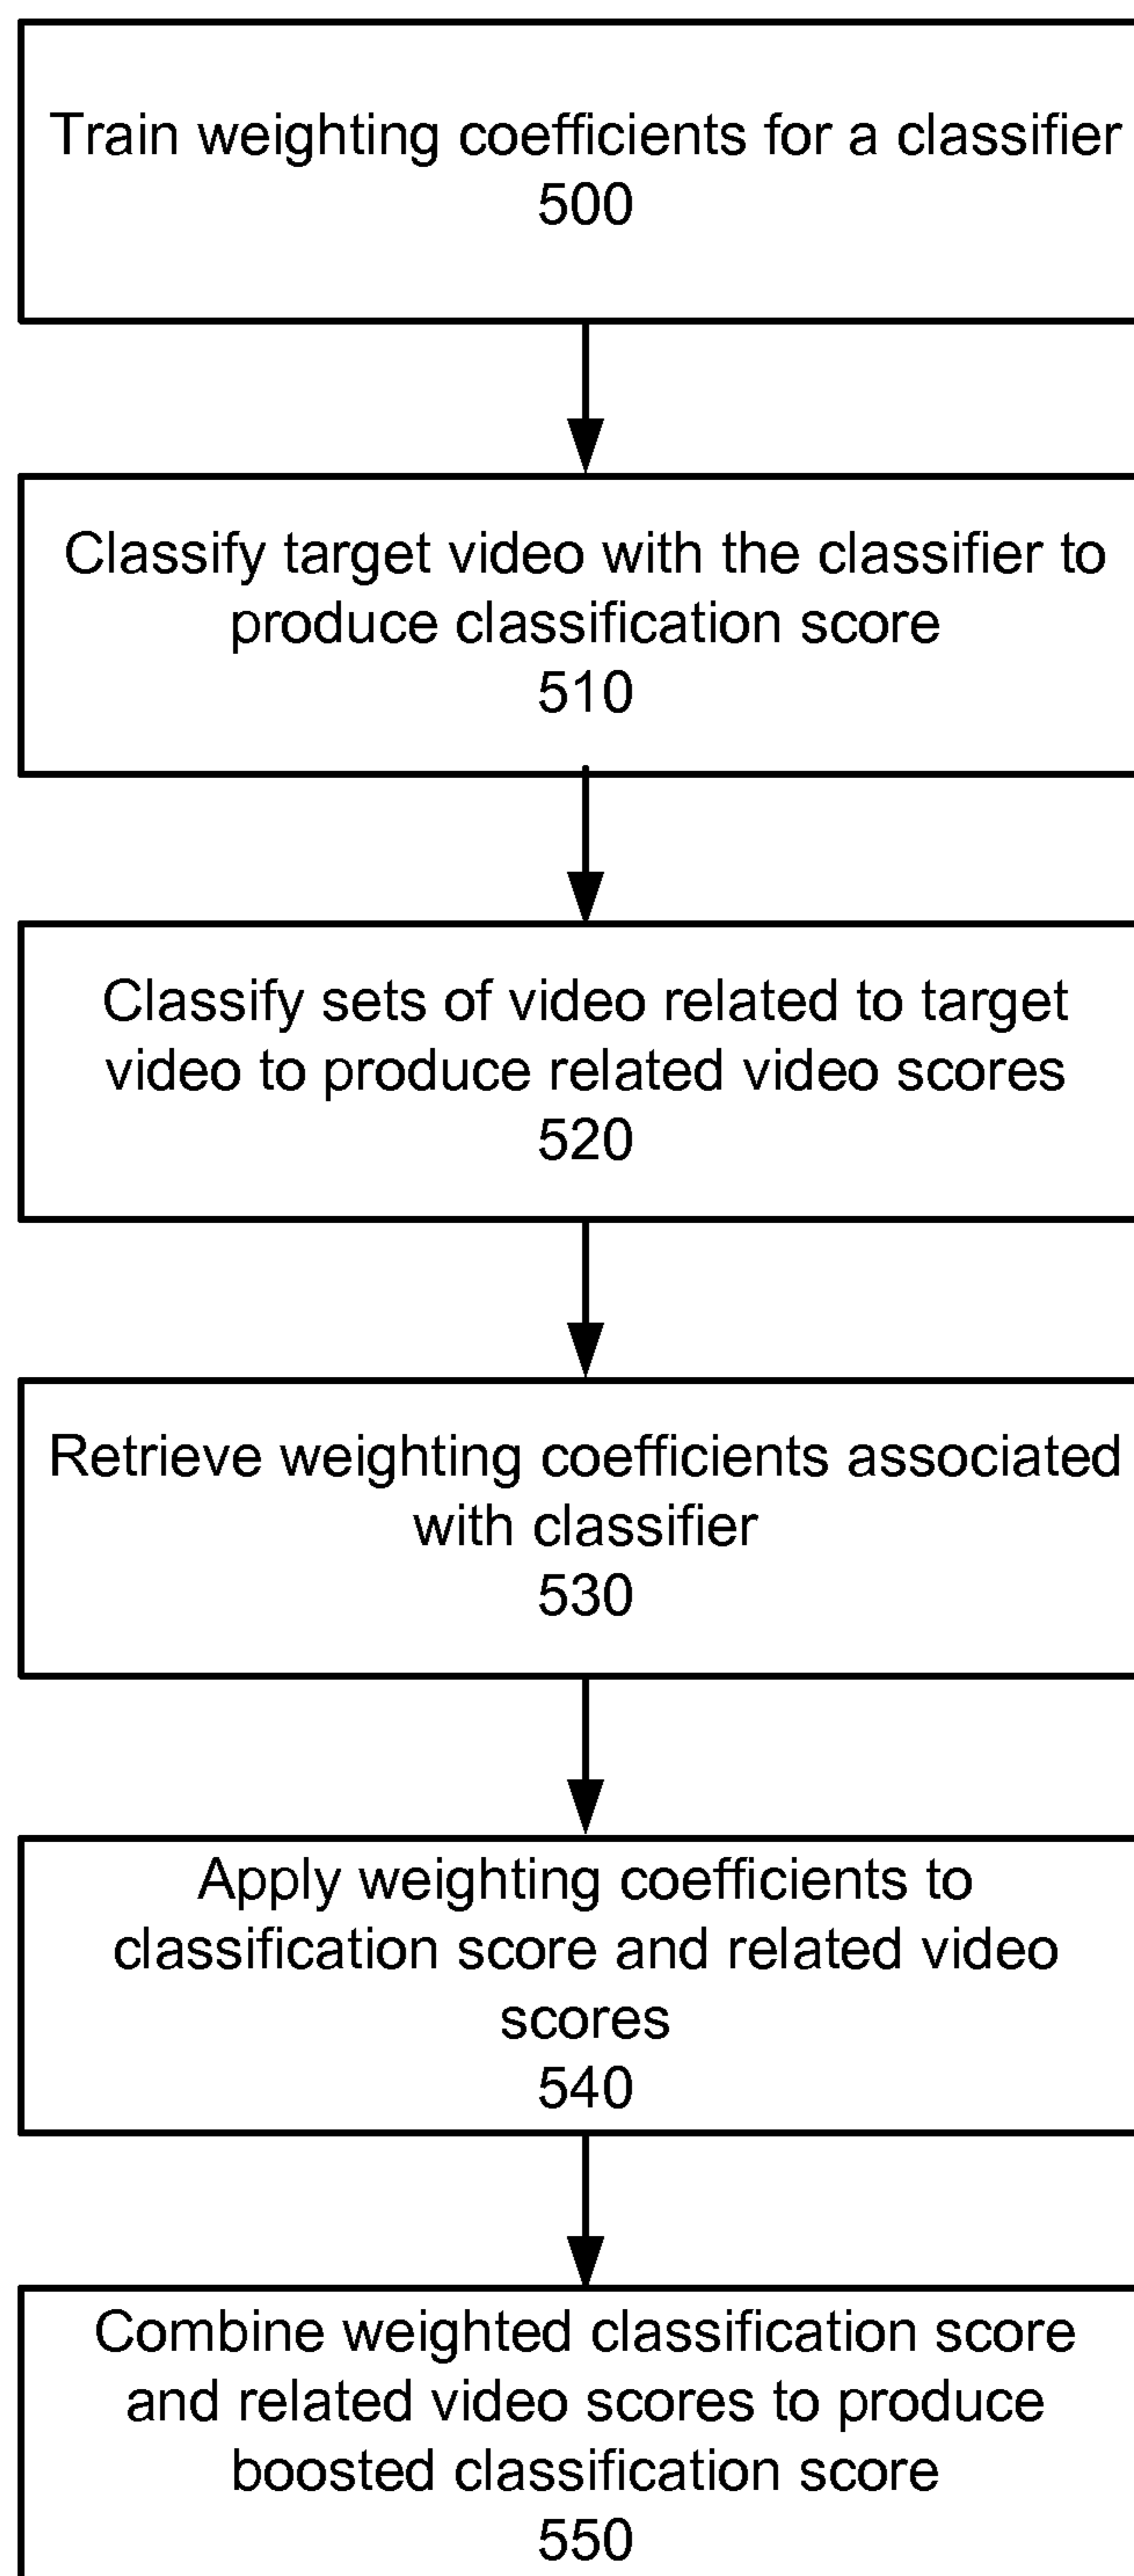 Train weighting coefficients for a classifier
500
Classify target video with the classifier to
produce classification score
510
Classify sets of video related to target
video to produce related video scores
520
Retrieve weighting coefficients associated
with classifier
530
Apply weighting coefficients to
classification score and related video
scores
540
Combine weighted classification score
and related video scores to produce
boosted classification score
550